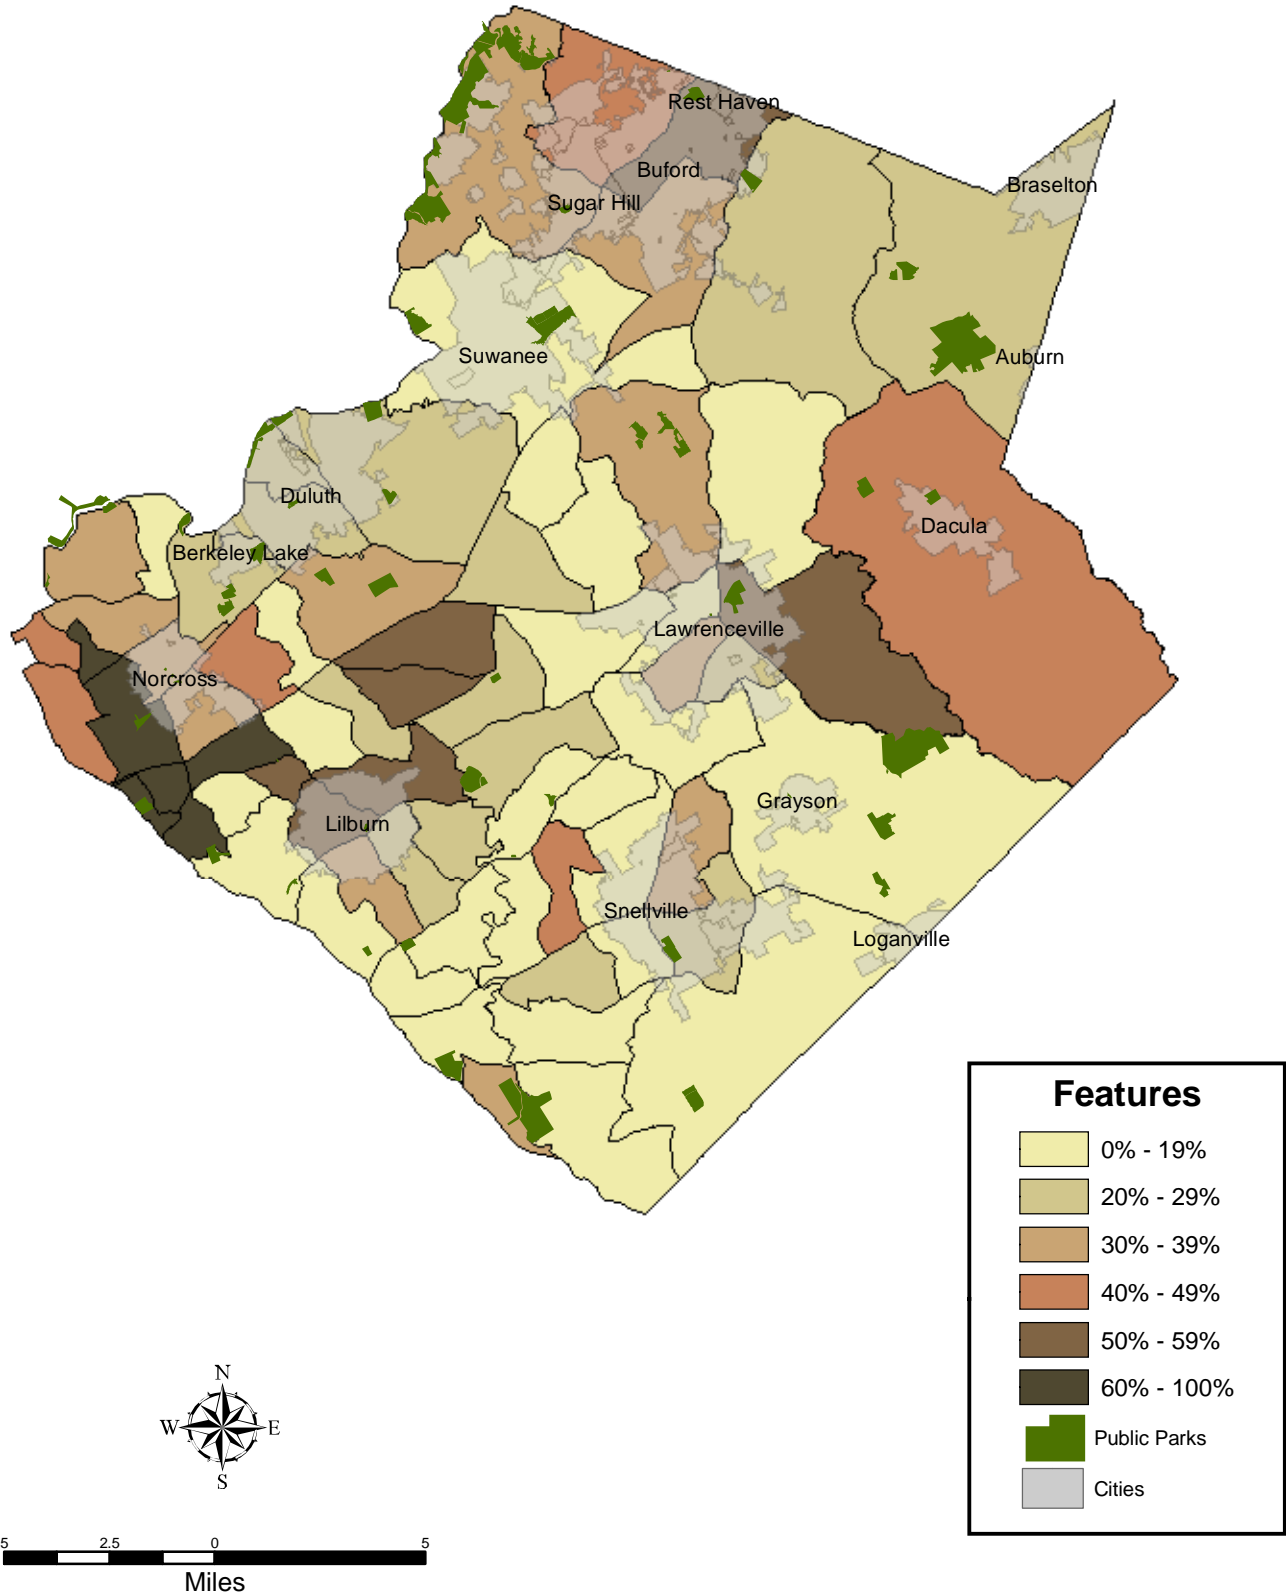 Rest Haven
Buford
Braselton
Sugar Hill
Suwanee
Auburn
Duluth
Dacula
Berkeley Lake
Lawrenceville
Norcross
Grayson
Lilburn
Snellville
Loganville
Features
0% - 19%
20% - 29%
30% - 39%
40% - 49%
50% - 59%
60% - 100%
Public Parks
Cities
N
W E
S
5 2.5 0 5
Miles